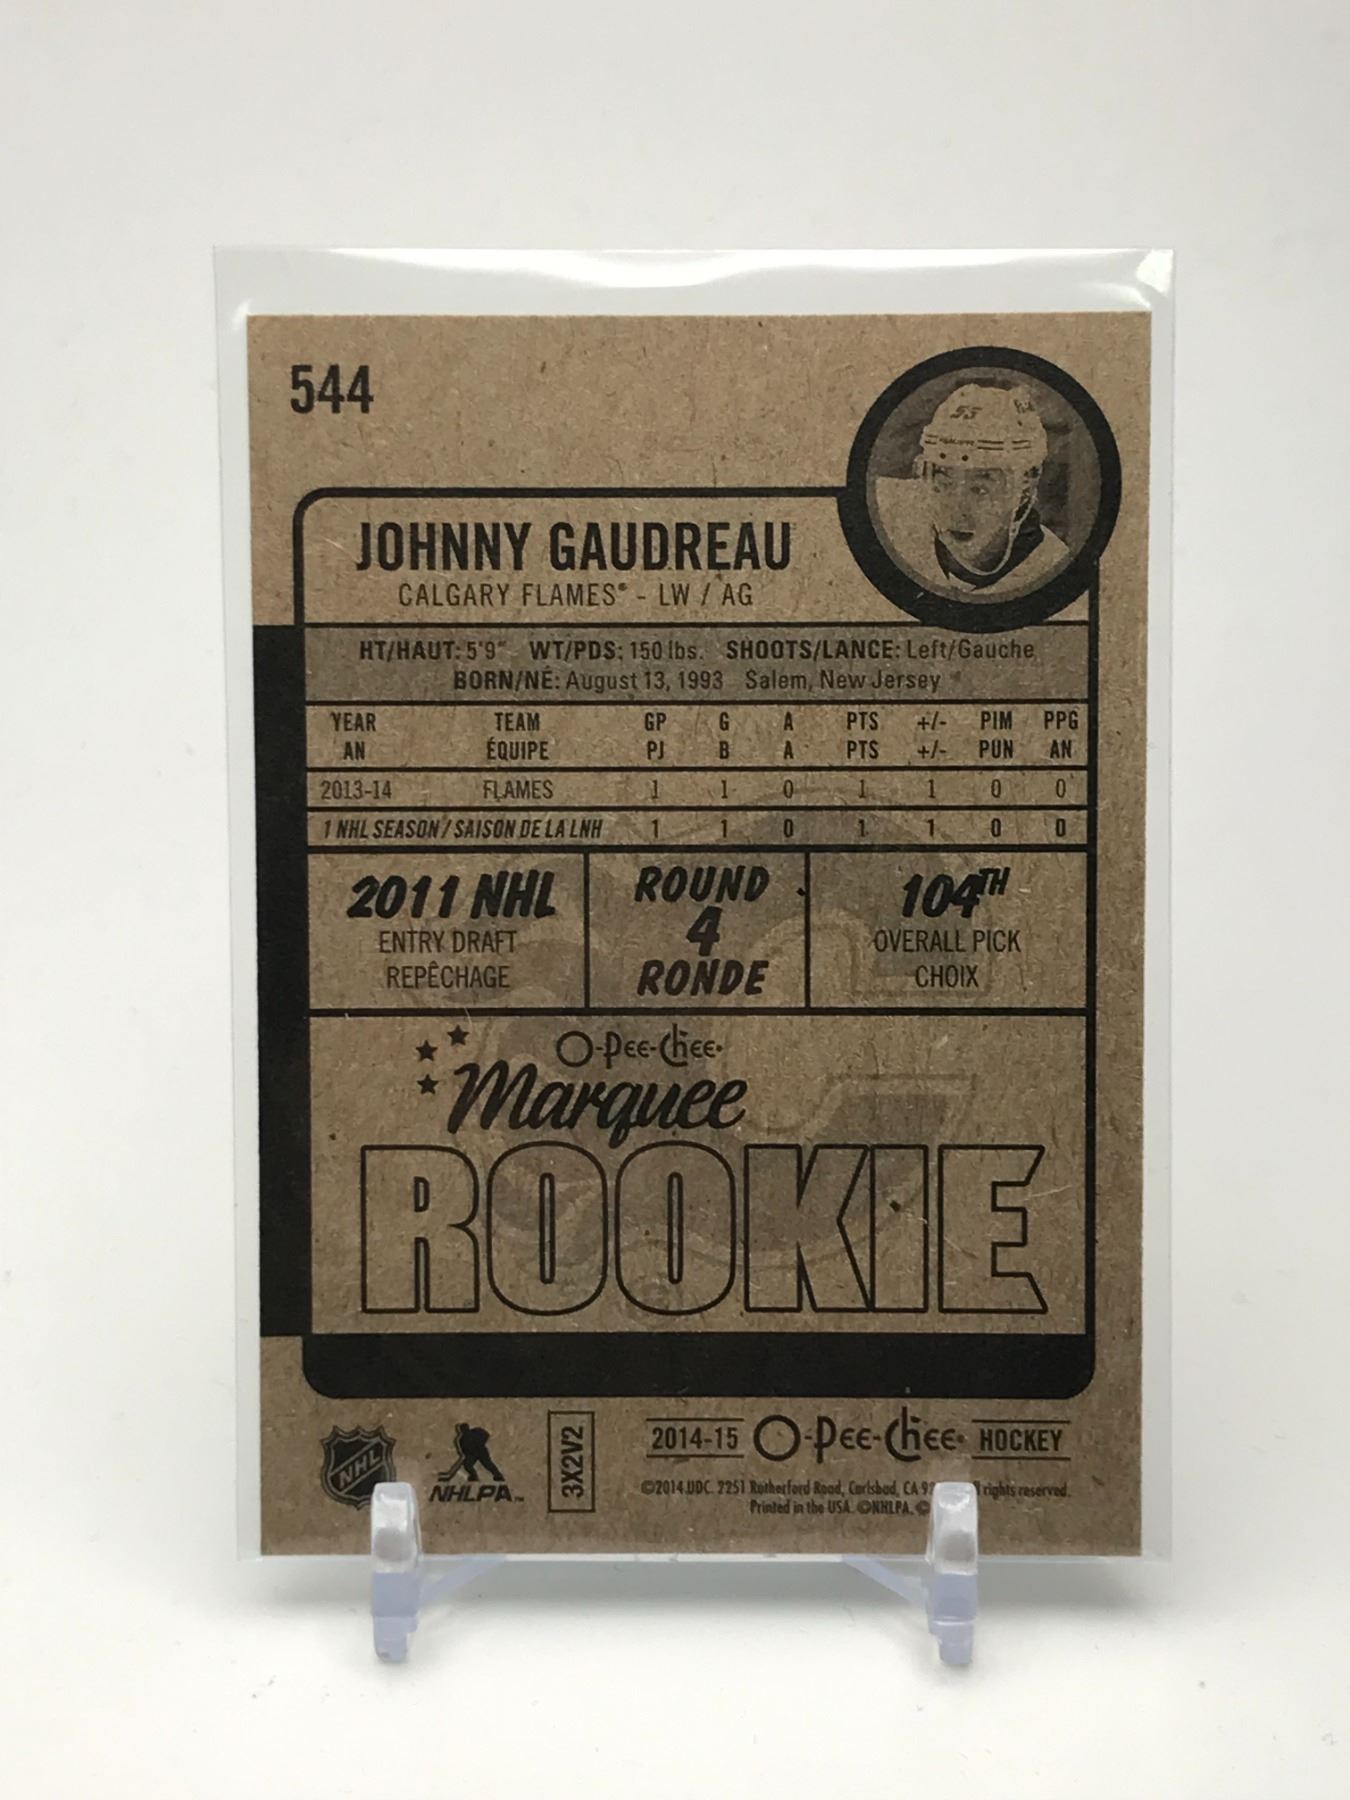 544
53
JOHNNY GAUDREAU
CALGARY FLAMES® - LW / AG
HT/HAUT: 5'9" WT/PDS: 150 lbs. SHOOTS/LANCE: Left/Gauche
BORN/NÉ: August 13, 1993 Salem, New Jersey
YEAR TEAM GP G A PTS +/- PIM PPG
AN ÉQUIPE PJ B A PTS +/- PUN AN
2013-14 FLAMES 1 1 0 1 1 0 0
1 NHL SEASON / SAISON DE LA LNH 1 1 0 1 1 0 0
2011 NHL
ENTRY DRAFT
REPÊCHAGE
ROUND
4
RONDE
104TH
OVERALL PICK
CHOIX
O-Pee-Chee
Marquee
ROOKIE
NHL
NHLPA™
3X2V2
2014-15 O-Pee-Chee HOCKEY
©2014 UDC. 2251 Rutherford Road, Carlsbad, CA rights reserved.
Printed in the USA. ©NHLPA. ©